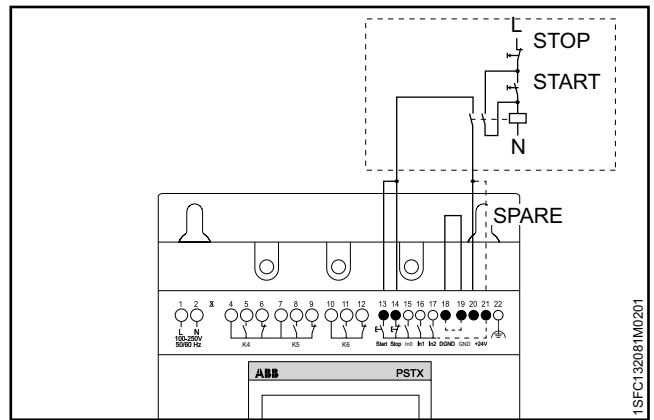 L
STOP
START
N
SPARE
1 2 X 4 5 6 7 8 9 10 11 12 13 14 15 16 17 18 19 20 21 22
L N
100-250V
50/60 Hz
K4 K5 K6
Start Stop In0 In1 In2 DGND GND +24V
ABB PSTX
1SFC132081M0201